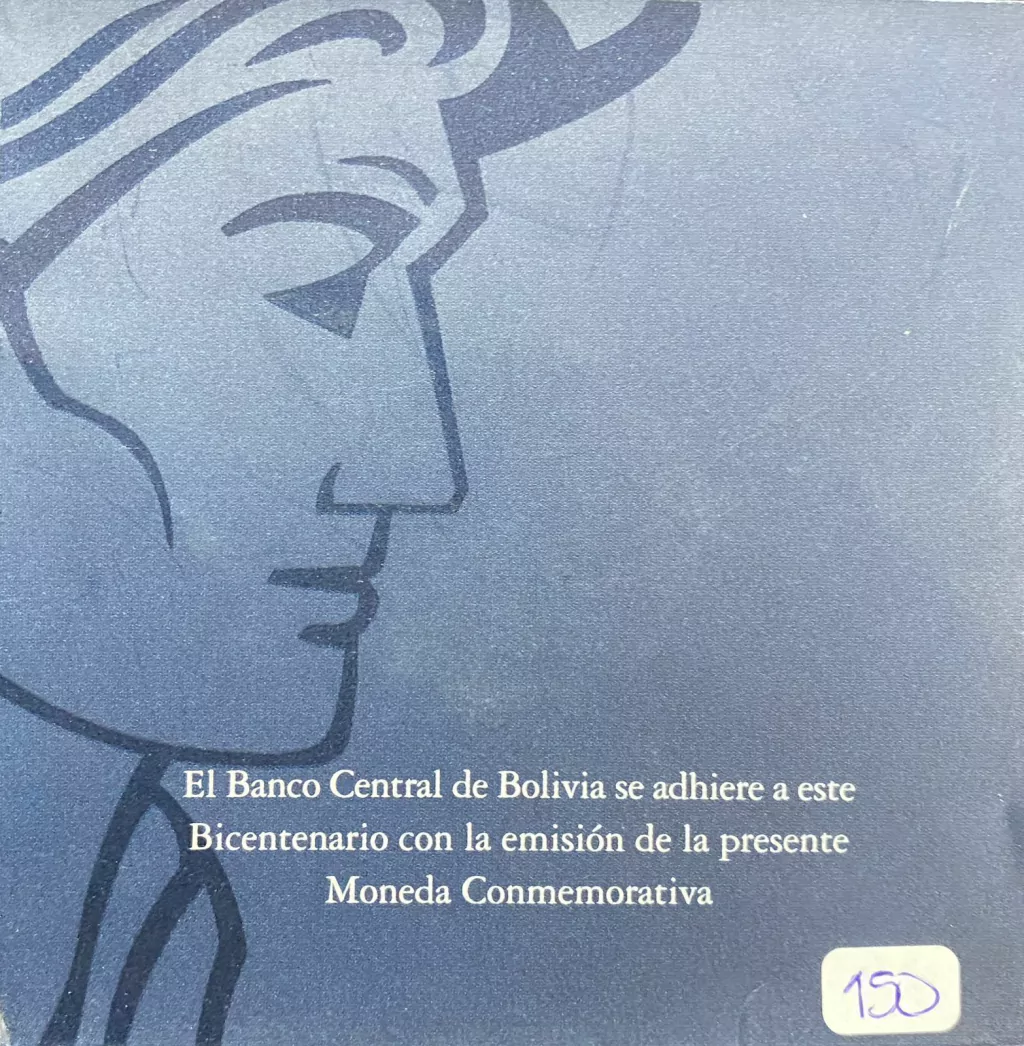 El Banco Central de Bolivia se adhiere a este
Bicentenario con la emisión de la presente
Moneda Conmemorativa
150